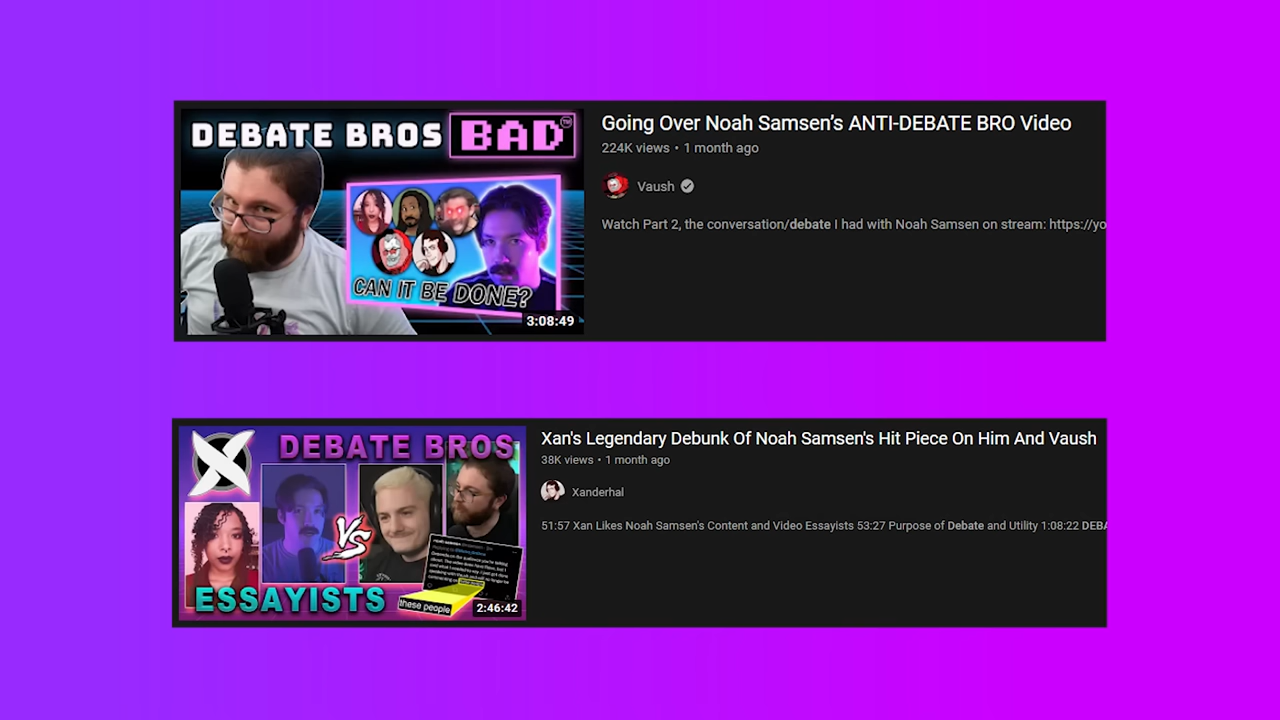 DEBATE BROS BAD
TM
CAN IT BE DONE?
3:08:49
Going Over Noah Samsen’s ANTI-DEBATE BRO Video
224K views • 1 month ago
Vaush
Watch Part 2, the conversation/debate I had with Noah Samsen on stream: https://yo
DEBATE BROS
VS
ESSAYISTS
these people
2:46:42
Xan's Legendary Debunk Of Noah Samsen's Hit Piece On Him And Vaush
38K views • 1 month ago
Xanderhal
51:57 Xan Likes Noah Samsen's Content and Video Essayists 53:27 Purpose of Debate and Utility 1:08:22 DEBA